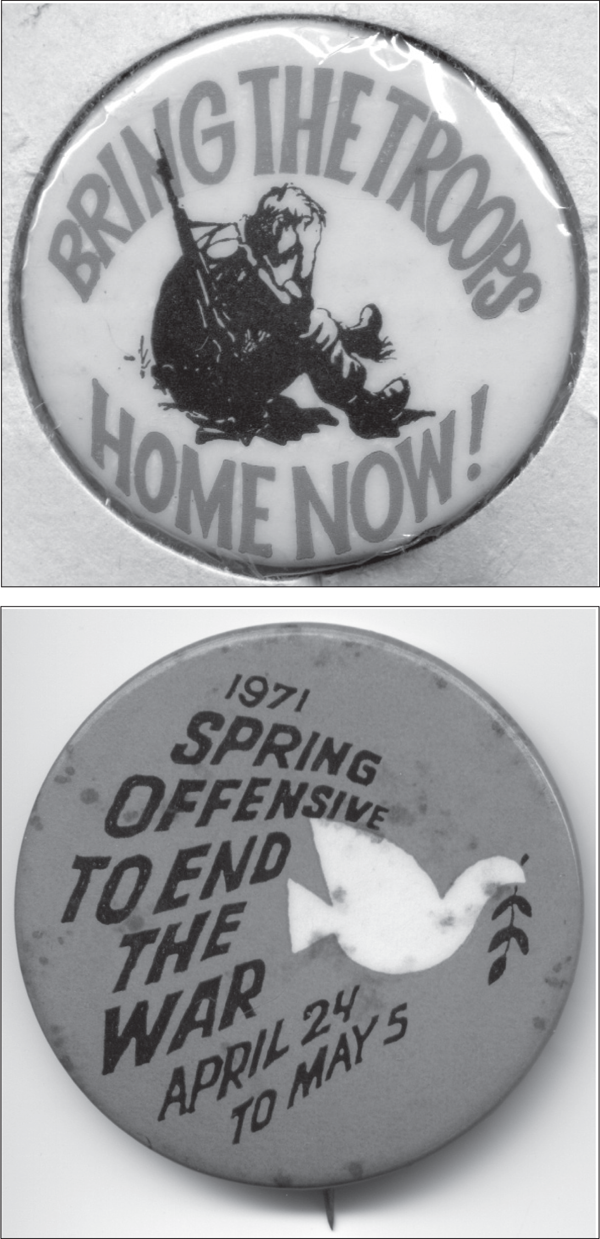 BRING THE TROOPS
HOME NOW!
1971
SPRING
OFFENSIVE
TO END
THE
WAR
APRIL 24
TO MAY 5